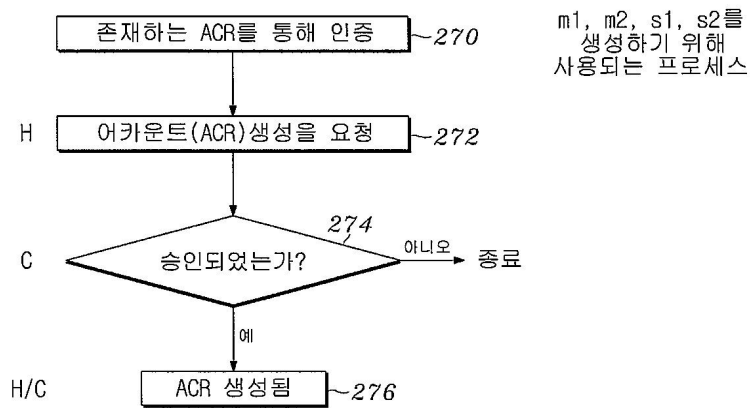 존재하는 ACR를 통해 인증
270
m1, m2, s1, s2를
생성하기 위해
사용되는 프로세스
H
어카운트(ACR)생성을 요청
272
274
C
승인되었는가?
아니오
종료
예
H/C
ACR 생성됨
276